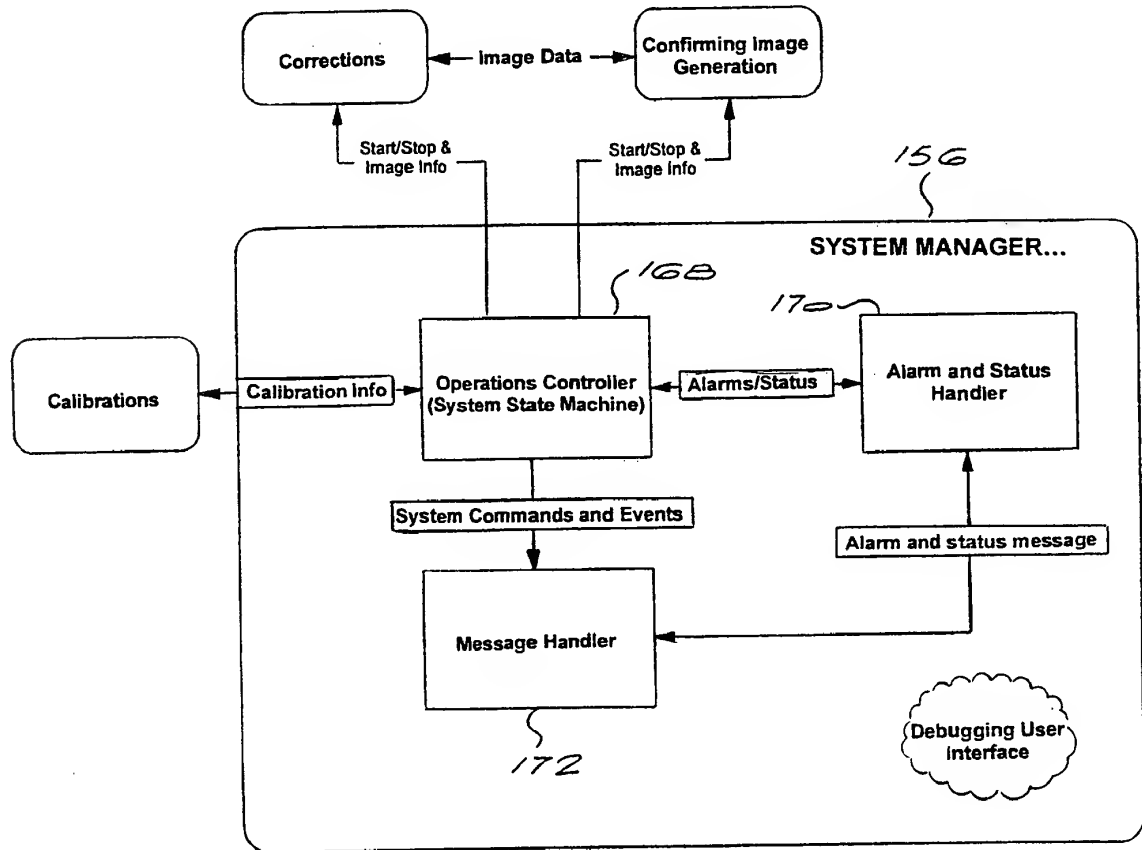 Corrections
Image Data
Confirming Image
Generation
Start/Stop &
Image Info
Start/Stop &
Image Info
156
SYSTEM MANAGER...
168
170
Calibrations
Calibration Info
Operations Controller
(System State Machine)
Alarms/Status
Alarm and Status
Handler
System Commands and Events
Alarm and status message
Message Handler
172
Debugging User
Interface